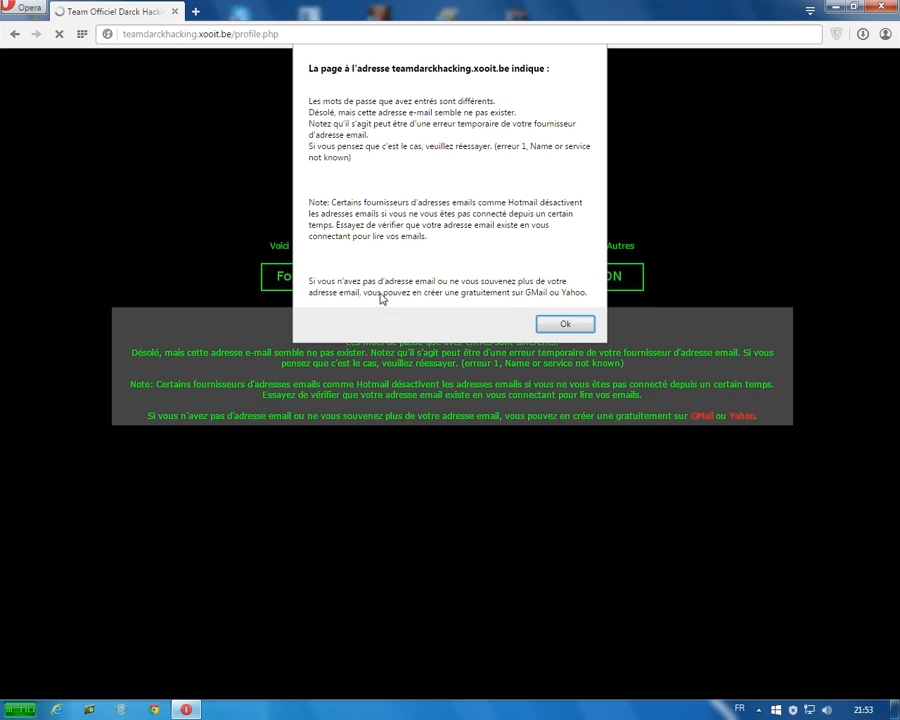 Opera
Team Officiel Darck Hackin
teamdarckhacking.xooit.be/profile.php
La page à l'adresse teamdarckhacking.xooit.be indique :
Les mots de passe que avez entrés sont différents.
Désolé, mais cette adresse e-mail semble ne pas exister.
Notez qu'il s'agit peut être d'une erreur temporaire de votre fournisseur
d'adresse email.
Si vous pensez que c'est le cas, veuillez réessayer. (erreur 1, Name or service
not known)
Note: Certains fournisseurs d'adresses emails comme Hotmail désactivent
les adresses emails si vous ne vous êtes pas connecté depuis un certain
temps. Essayez de vérifier que votre adresse email existe en vous
connectant pour lire vos emails.
Voici
Autres
Fo
ON
Si vous n'avez pas d'adresse email ou ne vous souvenez plus de votre
adresse email, vous pouvez en créer une gratuitement sur GMail ou Yahoo.
Ok
Les mots de passe que avez entrés sont différents.
Désolé, mais cette adresse e-mail semble ne pas exister. Notez qu'il s'agit peut être d'une erreur temporaire de votre fournisseur d'adresse email. Si vous
pensez que c'est le cas, veuillez réessayer. (erreur 1, Name or service not known)
Note: Certains fournisseurs d'adresses emails comme Hotmail désactivent les adresses emails si vous ne vous êtes pas connecté depuis un certain temps.
Essayez de vérifier que votre adresse email existe en vous connectant pour lire vos emails.
Si vous n'avez pas d'adresse email ou ne vous souvenez plus de votre adresse email, vous pouvez en créer une gratuitement sur GMail ou Yahoo.
FR
21:53